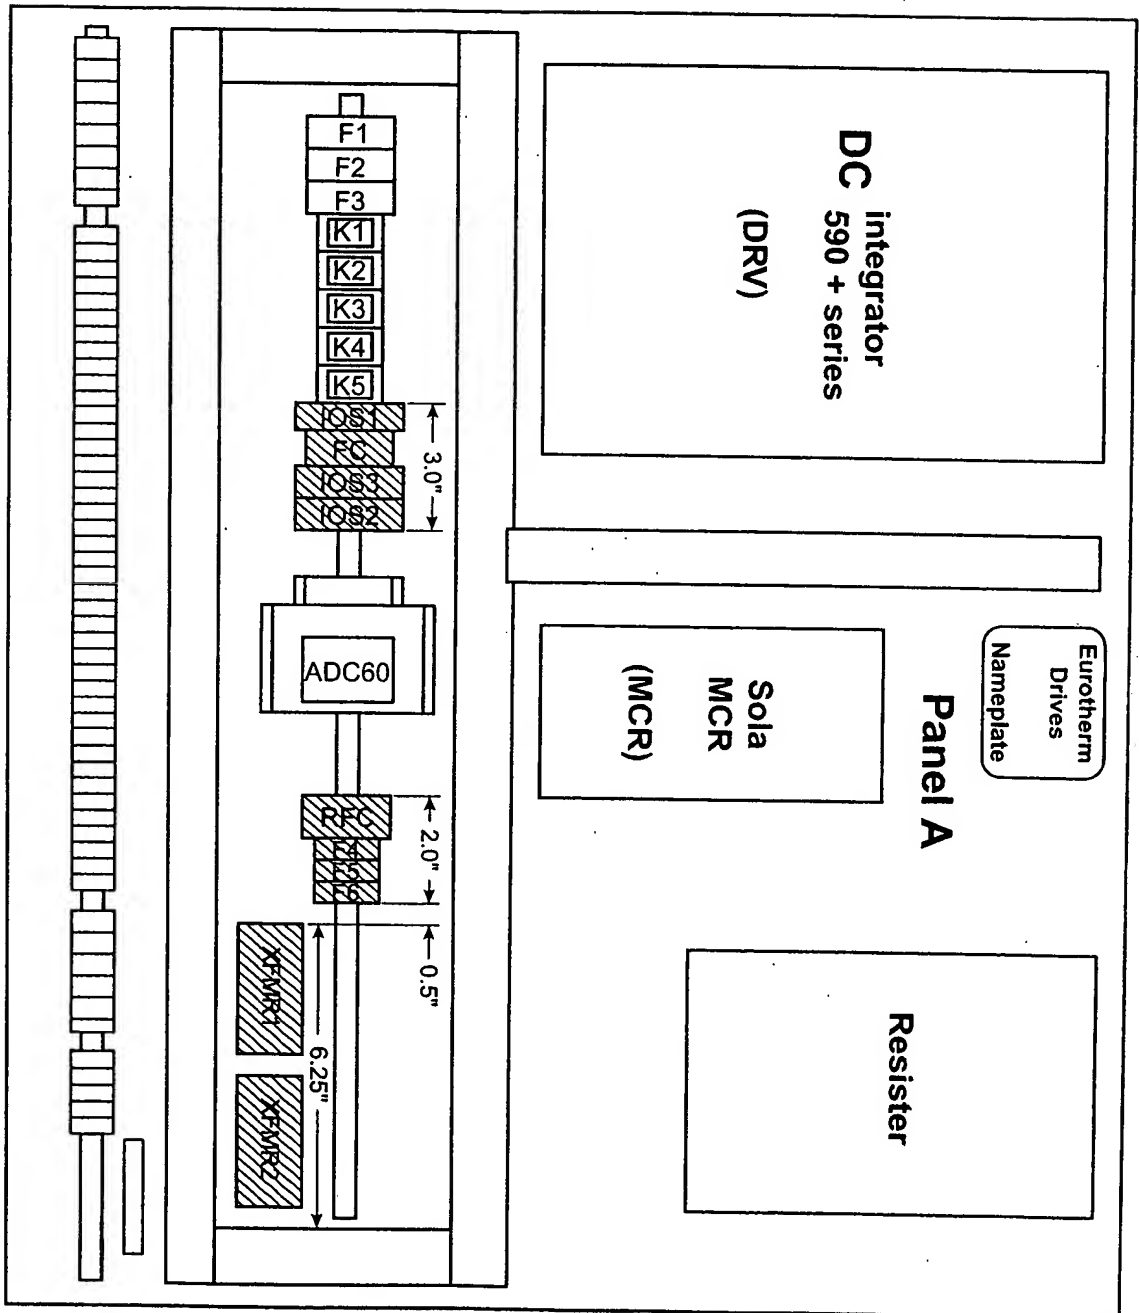 DC integrator
590 + series
(DRV)
Eurotherm
Drives
Nameplate
Panel A
Sola
MCR
(MCR)
Resister
F1
F2
F3
K1
K2
K3
K4
K5
IOS1
FC
IOS3
IOS2
3.0"
ADC60
RFC
F4
F5
F6
2.0"
0.5"
6.25"
XFMR1
XFMR2